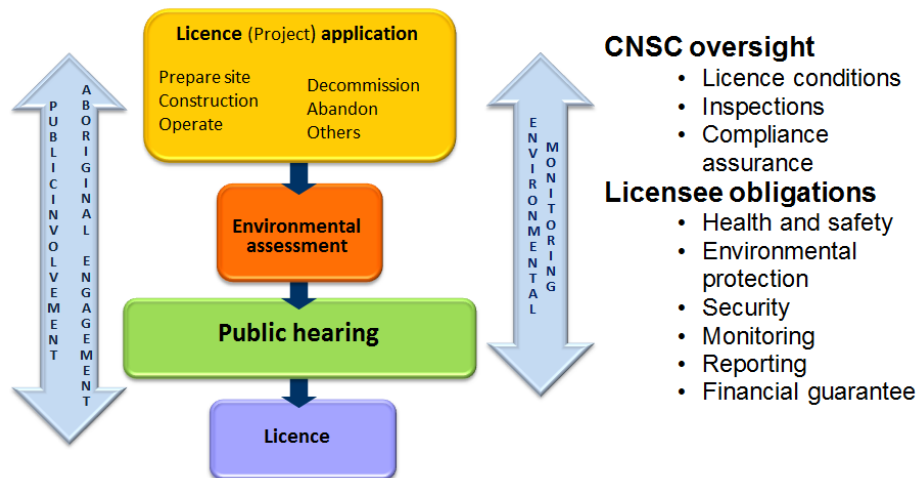 Licence (Project) application
Prepare site
Construction
Operate
Decommission
Abandon
Others
Environmental
assessment
Public hearing
Licence
PUBLIC INVOLVEMENT
ABORIGINAL ENGAGEMENT
ENVIRONMENTAL
MONITORING
CNSC oversight
• Licence conditions
• Inspections
• Compliance
assurance
Licensee obligations
• Health and safety
• Environmental
protection
• Security
• Monitoring
• Reporting
• Financial guarantee